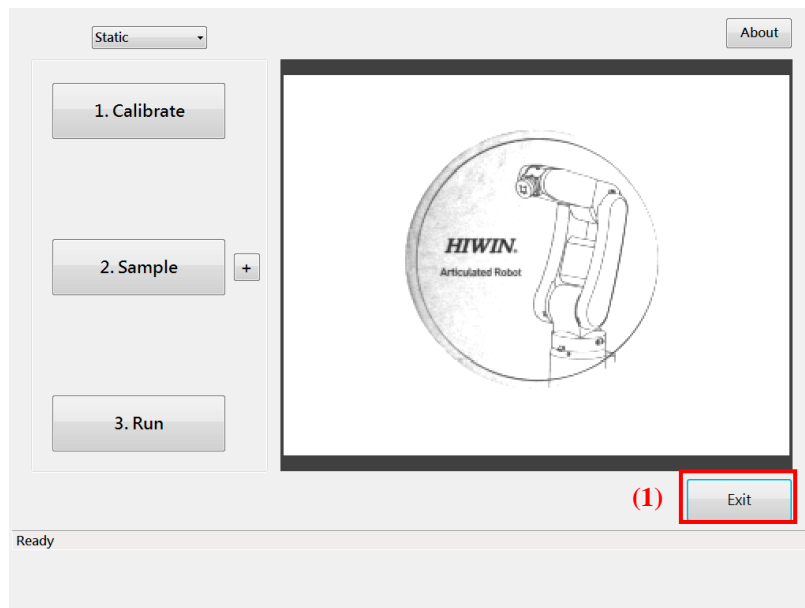 Static
About
1. Calibrate
2. Sample
+
HIWIN.
Articulated Robot
3. Run
(1)
Exit
Ready